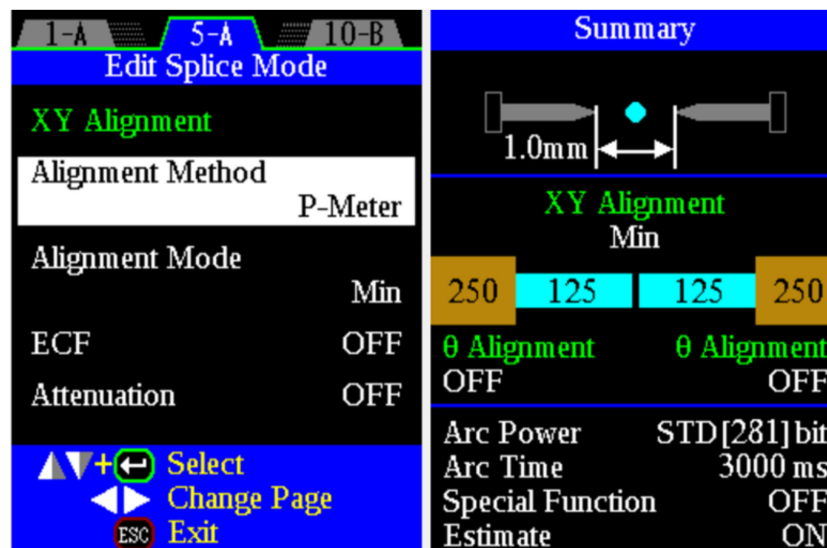 1-A 5-A 10-B
Edit Splice Mode
XY Alignment
Alignment Method
P-Meter
Alignment Mode
Min
ECF OFF
Attenuation OFF
+ Select
Change Page
ESC Exit
Summary
1.0mm
XY Alignment
Min
250 125 125 250
θ Alignment θ Alignment
OFF OFF
Arc Power STD[281]bit
Arc Time 3000 ms
Special Function OFF
Estimate ON